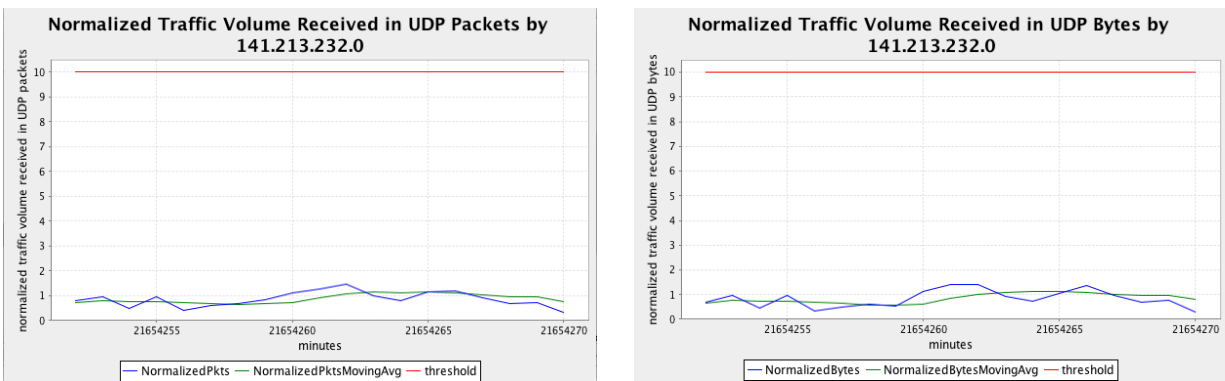 Normalized Traffic Volume Received in UDP Packets by
141.213.232.0
normalized traffic volume received in UDP packets
10
9
8
7
6
5
4
3
2
1
0
21654255
21654260
21654265
21654270
minutes
NormalizedPkts
NormalizedPktsMovingAvg
threshold
Normalized Traffic Volume Received in UDP Bytes by
141.213.232.0
normalized traffic volume received in UDP bytes
10
9
8
7
6
5
4
3
2
1
0
21654255
21654260
21654265
21654270
minutes
NormalizedBytes
NormalizedBytesMovingAvg
threshold